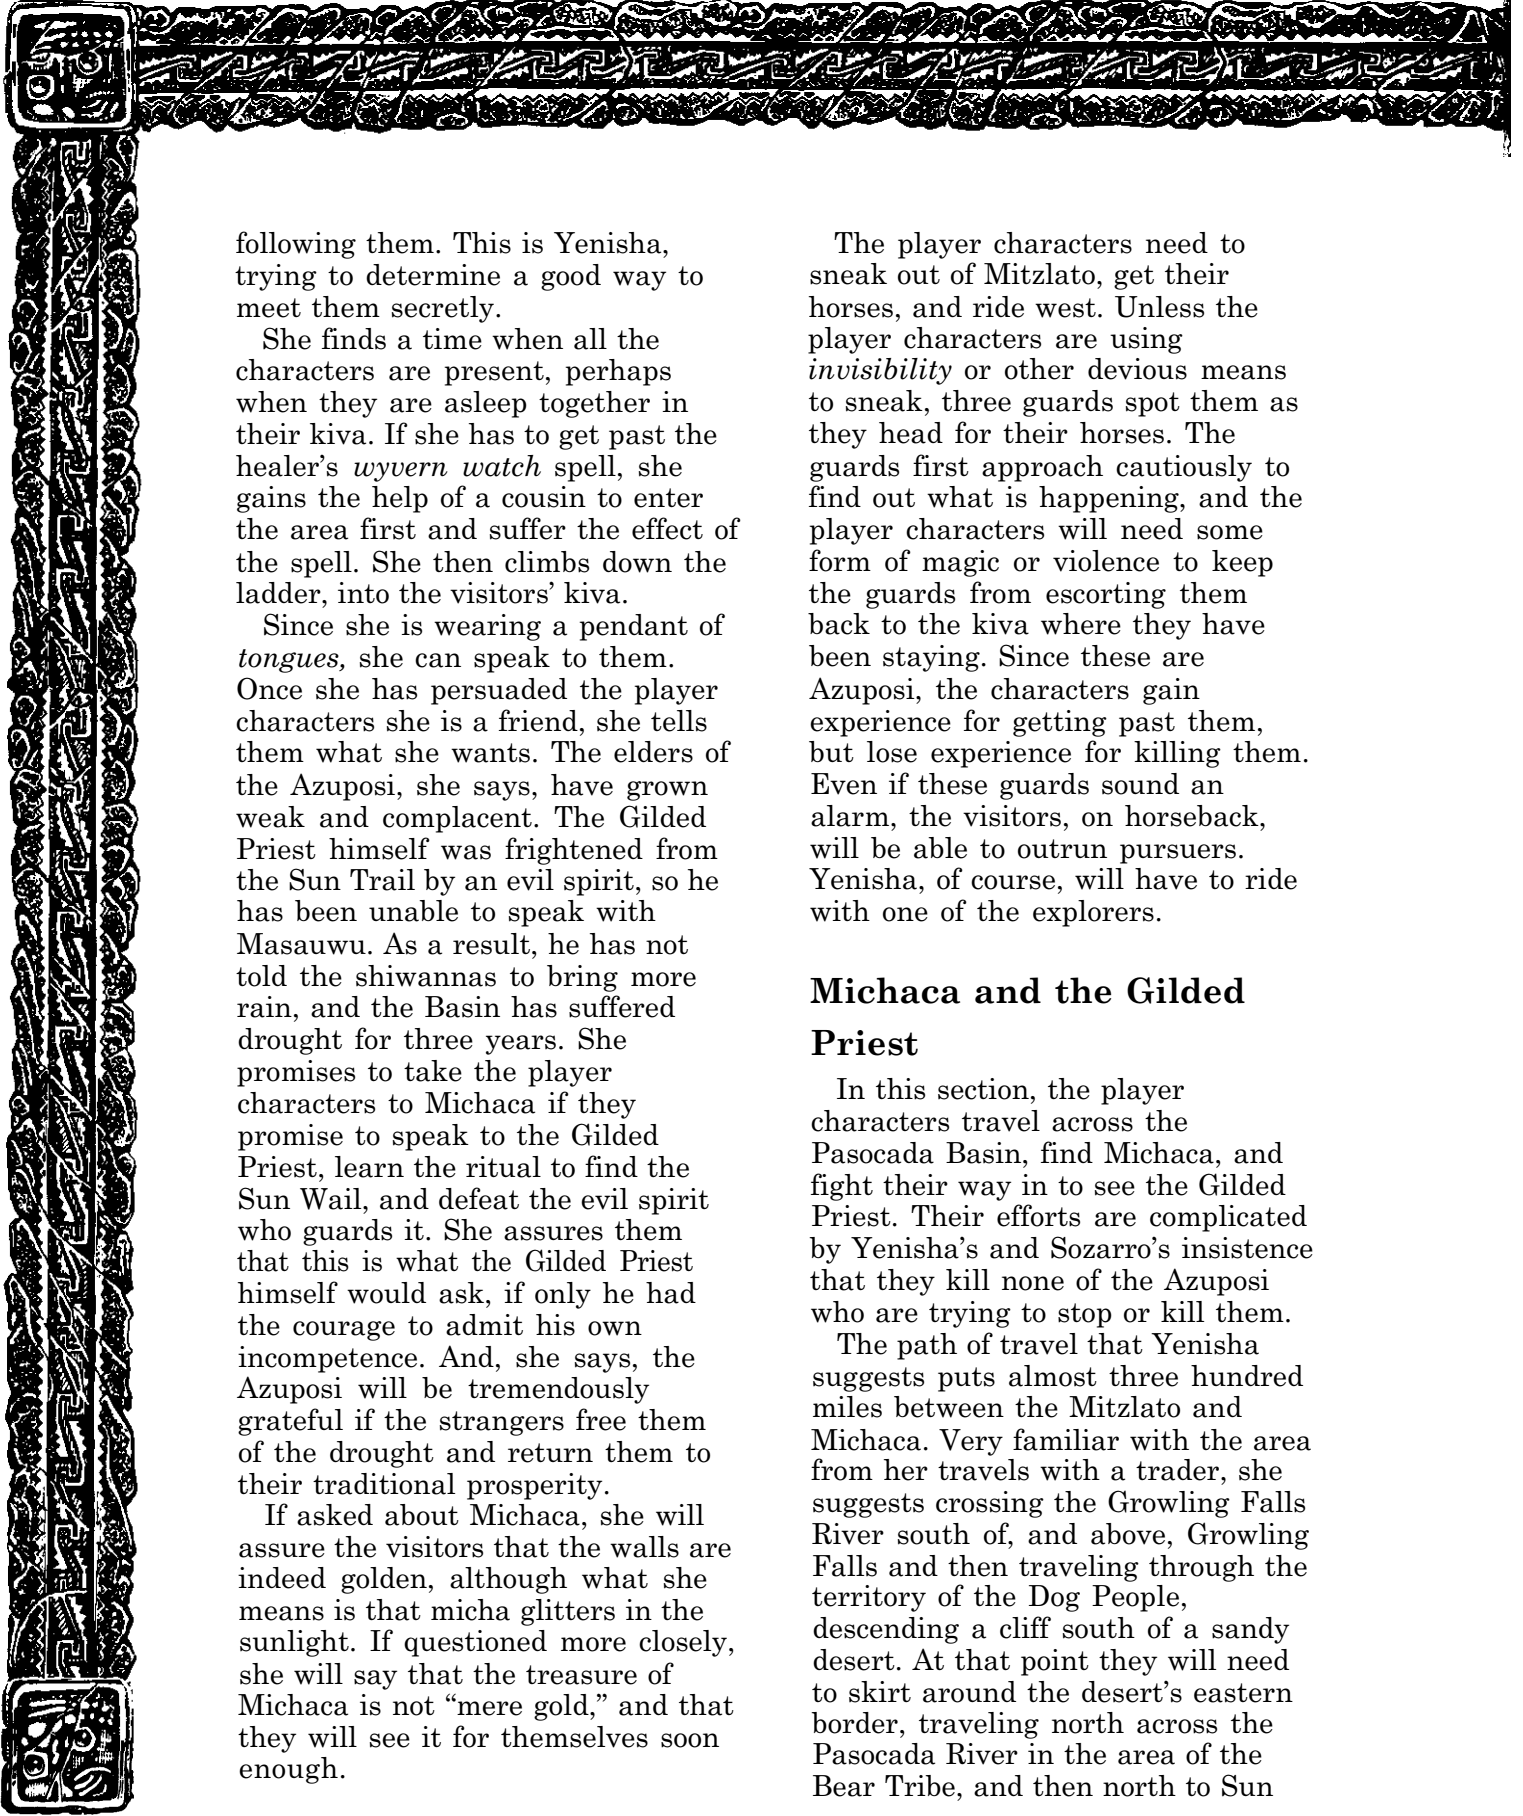 following them. This is Yenisha,
trying to determine a good way to
meet them secretly.
She finds a time when all the
characters are present, perhaps
when they are asleep together in
their kiva. If she has to get past the
healer's wyvern watch spell, she
gains the help of a cousin to enter
the area first and suffer the effect of
the spell. She then climbs down the
ladder, into the visitors' kiva.
Since she is wearing a pendant of
tongues, she can speak to them.
Once she has persuaded the player
characters she is a friend, she tells
them what she wants. The elders of
the Azuposi, she says, have grown
weak and complacent. The Gilded
Priest himself was frightened from
the Sun Trail by an evil spirit, so he
has been unable to speak with
Masauwu. As a result, he has not
told the shiwannas to bring more
rain, and the Basin has suffered
drought for three years. She
promises to take the player
characters to Michaca if they
promise to speak to the Gilded
Priest, learn the ritual to find the
Sun Wail, and defeat the evil spirit
who guards it. She assures them
that this is what the Gilded Priest
himself would ask, if only he had
the courage to admit his own
incompetence. And, she says, the
Azuposi will be tremendously
grateful if the strangers free them
of the drought and return them to
their traditional prosperity.
If asked about Michaca, she will
assure the visitors that the walls are
indeed golden, although what she
means is that micha glitters in the
sunlight. If questioned more closely,
she will say that the treasure of
Michaca is not “mere gold,” and that
they will see it for themselves soon
enough.
The player characters need to
sneak out of Mitzlato, get their
horses, and ride west. Unless the
player characters are using
invisibility or other devious means
to sneak, three guards spot them as
they head for their horses. The
guards first approach cautiously to
find out what is happening, and the
player characters will need some
form of magic or violence to keep
the guards from escorting them
back to the kiva where they have
been staying. Since these are
Azuposi, the characters gain
experience for getting past them,
but lose experience for killing them.
Even if these guards sound an
alarm, the visitors, on horseback,
will be able to outrun pursuers.
Yenisha, of course, will have to ride
with one of the explorers.
Michaca and the Gilded
Priest
In this section, the player
characters travel across the
Pasocada Basin, find Michaca, and
fight their way in to see the Gilded
Priest. Their efforts are complicated
by Yenisha's and Sozarro's insistence
that they kill none of the Azuposi
who are trying to stop or kill them.
The path of travel that Yenisha
suggests puts almost three hundred
miles between the Mitzlato and
Michaca. Very familiar with the area
from her travels with a trader, she
suggests crossing the Growling Falls
River south of, and above, Growling
Falls and then traveling through the
territory of the Dog People,
descending a cliff south of a sandy
desert. At that point they will need
to skirt around the desert's eastern
border, traveling north across the
Pasocada River in the area of the
Bear Tribe, and then north to Sun